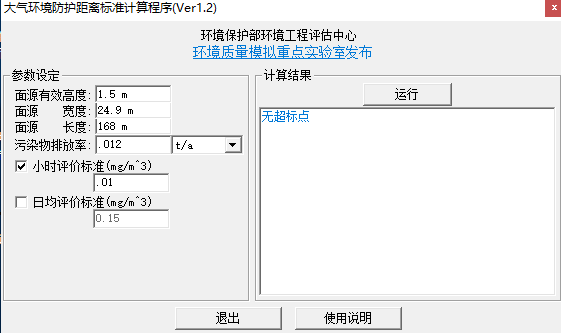 大气环境防护距离标准计算程序(Ver1.2)
x
环境保护部环境工程评估中心
环境质量模拟重点实验室发布
参数设定
面源有效高度: 1.5 m
面源 宽度: 24.9 m
面源 长度: 168 m
污染物排放率: .012 t/a
小时评价标准(mg/m^3)
.01
日均评价标准(mg/m^3)
0.15
计算结果
运行
无超标点
退出 使用说明